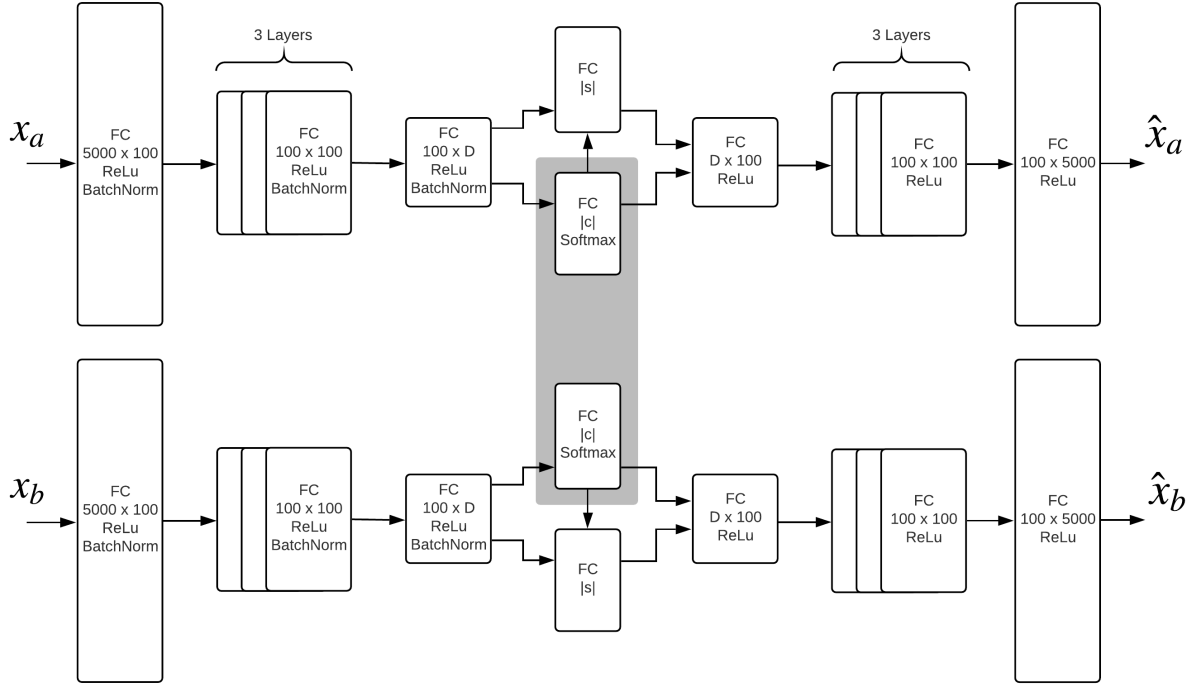 x_a
FC
5000 x 100
ReLu
BatchNorm
3 Layers
FC
100 x 100
ReLu
BatchNorm
FC
100 x D
ReLu
BatchNorm
FC
|s|
FC
|c|
Softmax
FC
D x 100
ReLu
3 Layers
FC
100 x 100
ReLu
FC
100 x 5000
ReLu
x̂_a
x_b
FC
5000 x 100
ReLu
BatchNorm
FC
100 x 100
ReLu
BatchNorm
FC
100 x D
ReLu
BatchNorm
FC
|c|
Softmax
FC
|s|
FC
D x 100
ReLu
FC
100 x 100
ReLu
FC
100 x 5000
ReLu
x̂_b